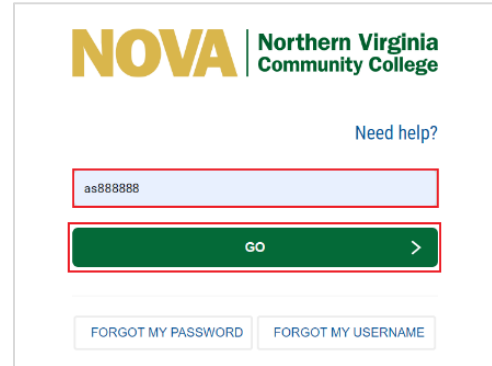 NOVA
Northern Virginia
Community College
Need help?
as888888
GO
FORGOT MY PASSWORD
FORGOT MY USERNAME